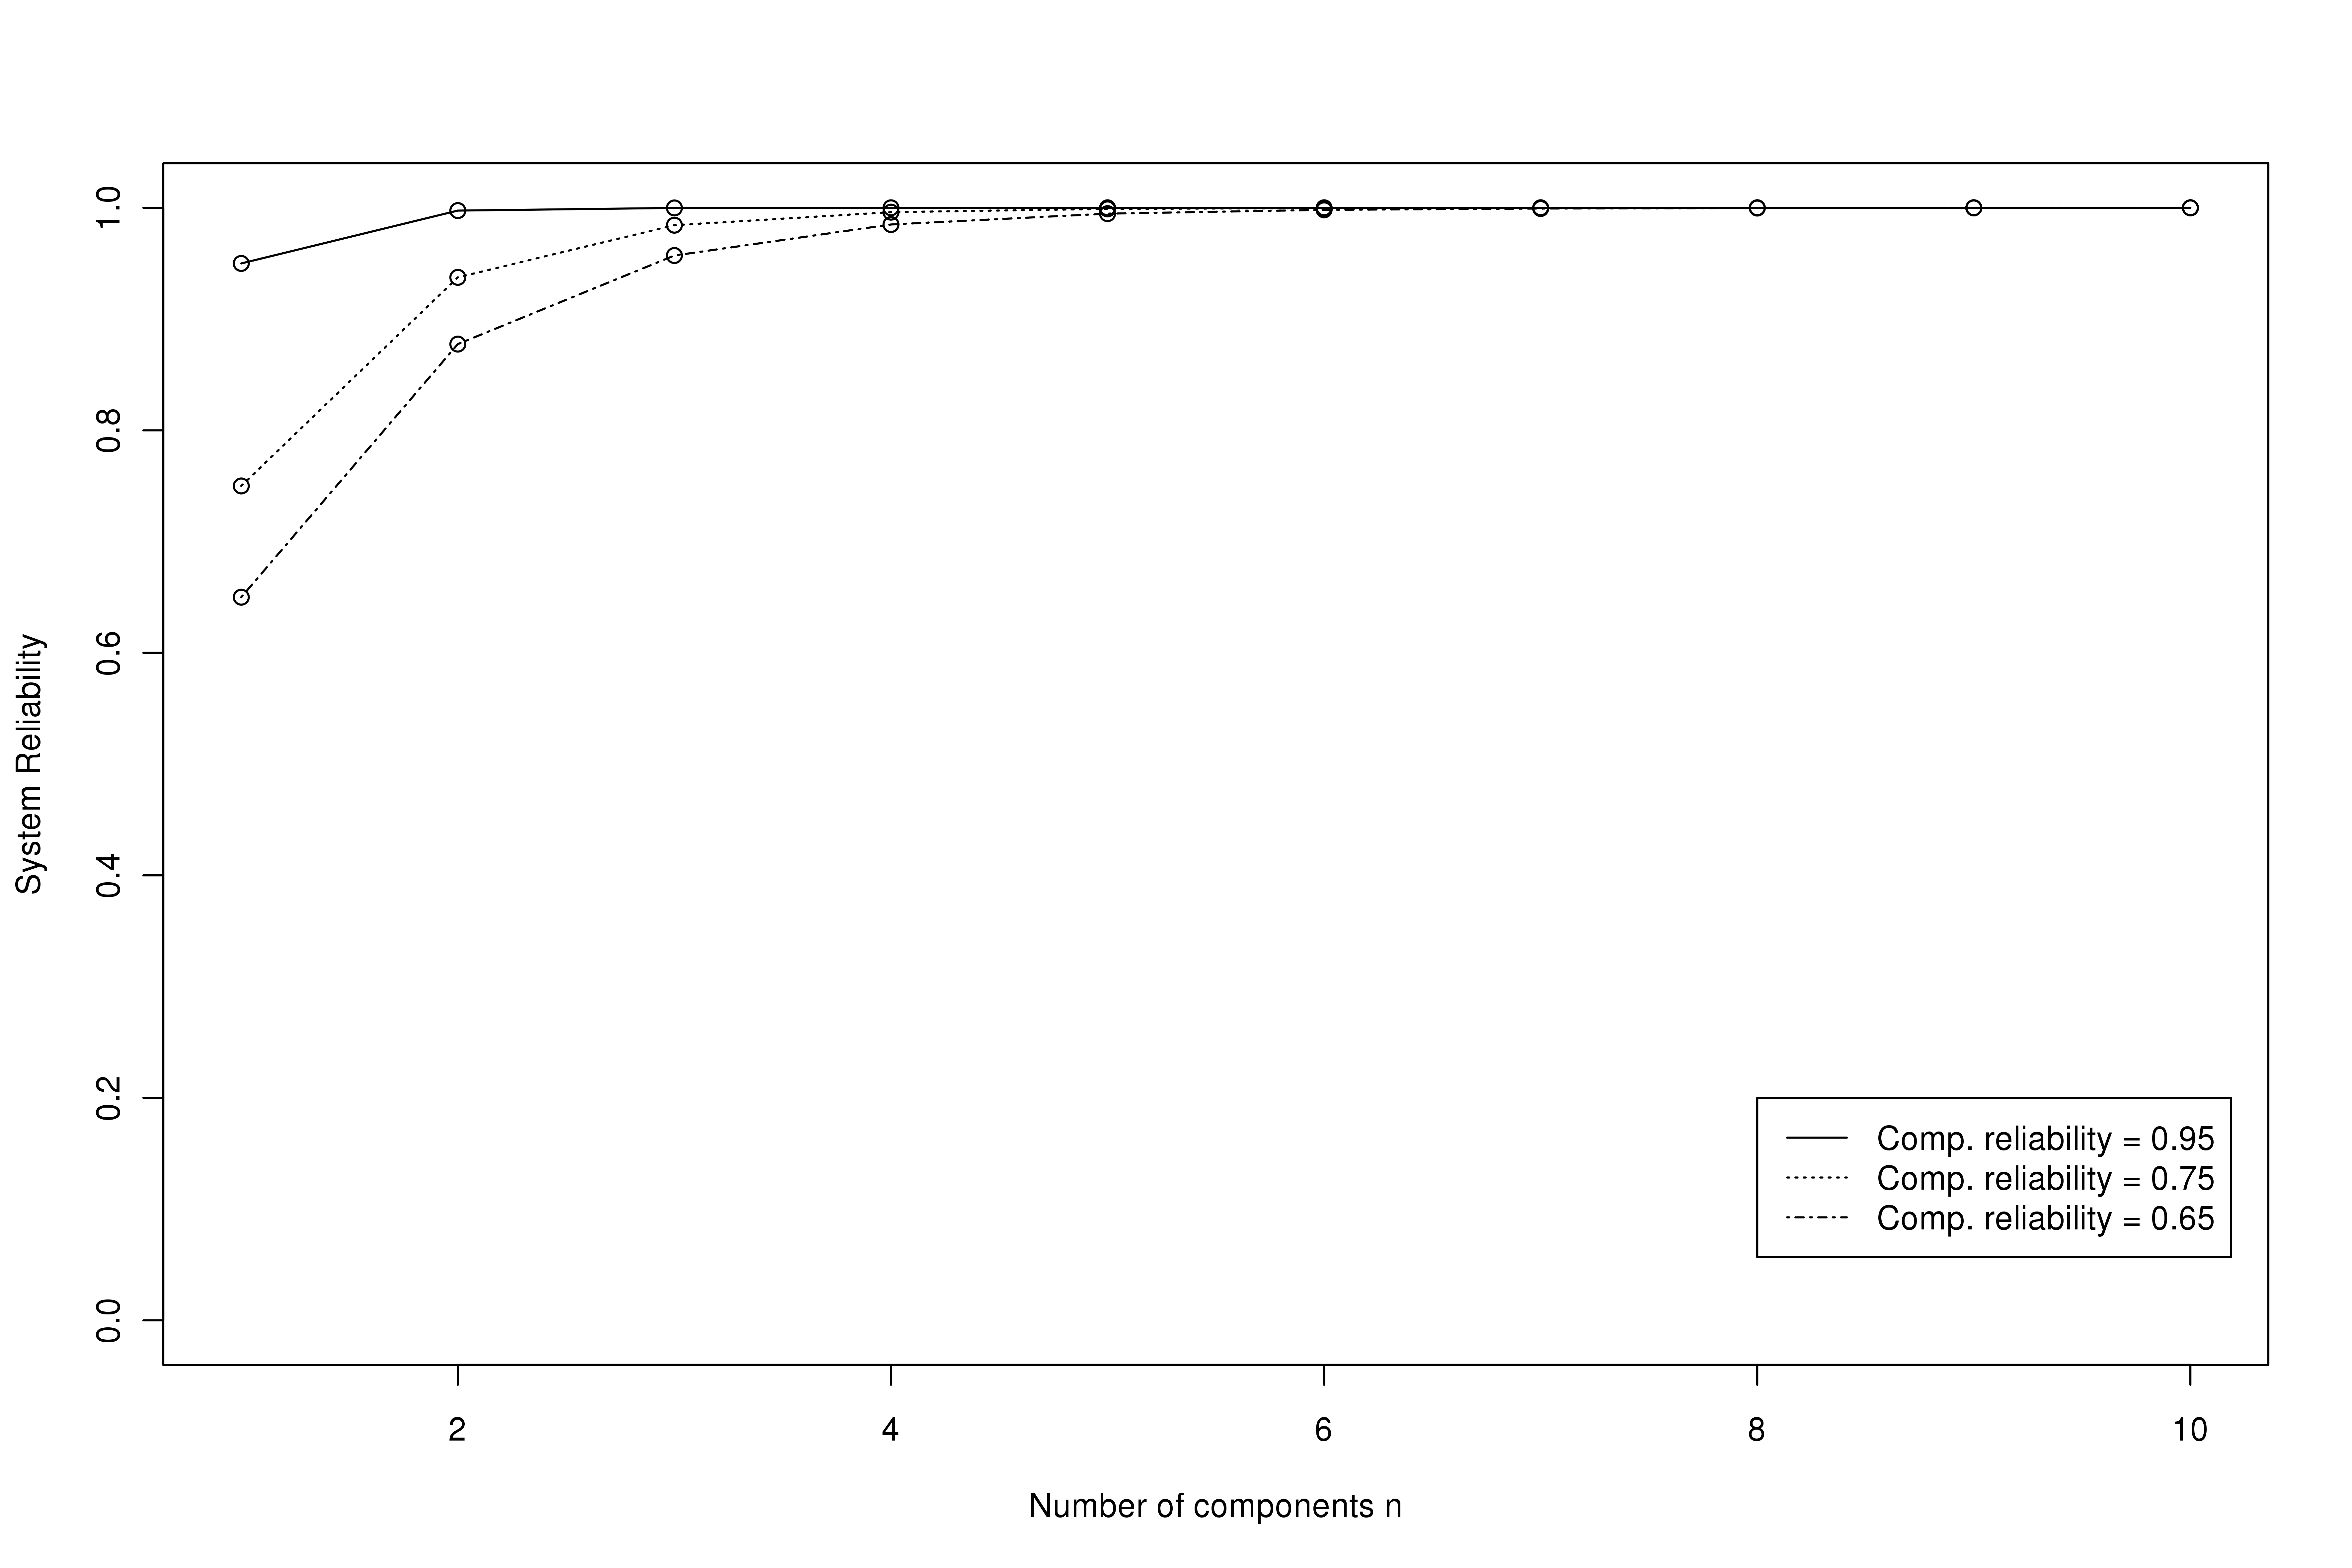 1.0
0.8
0.6
0.4
0.2
0.0
System Reliability
Comp. reliability = 0.95
Comp. reliability = 0.75
Comp. reliability = 0.65
2 4 6 8 10
Number of components n